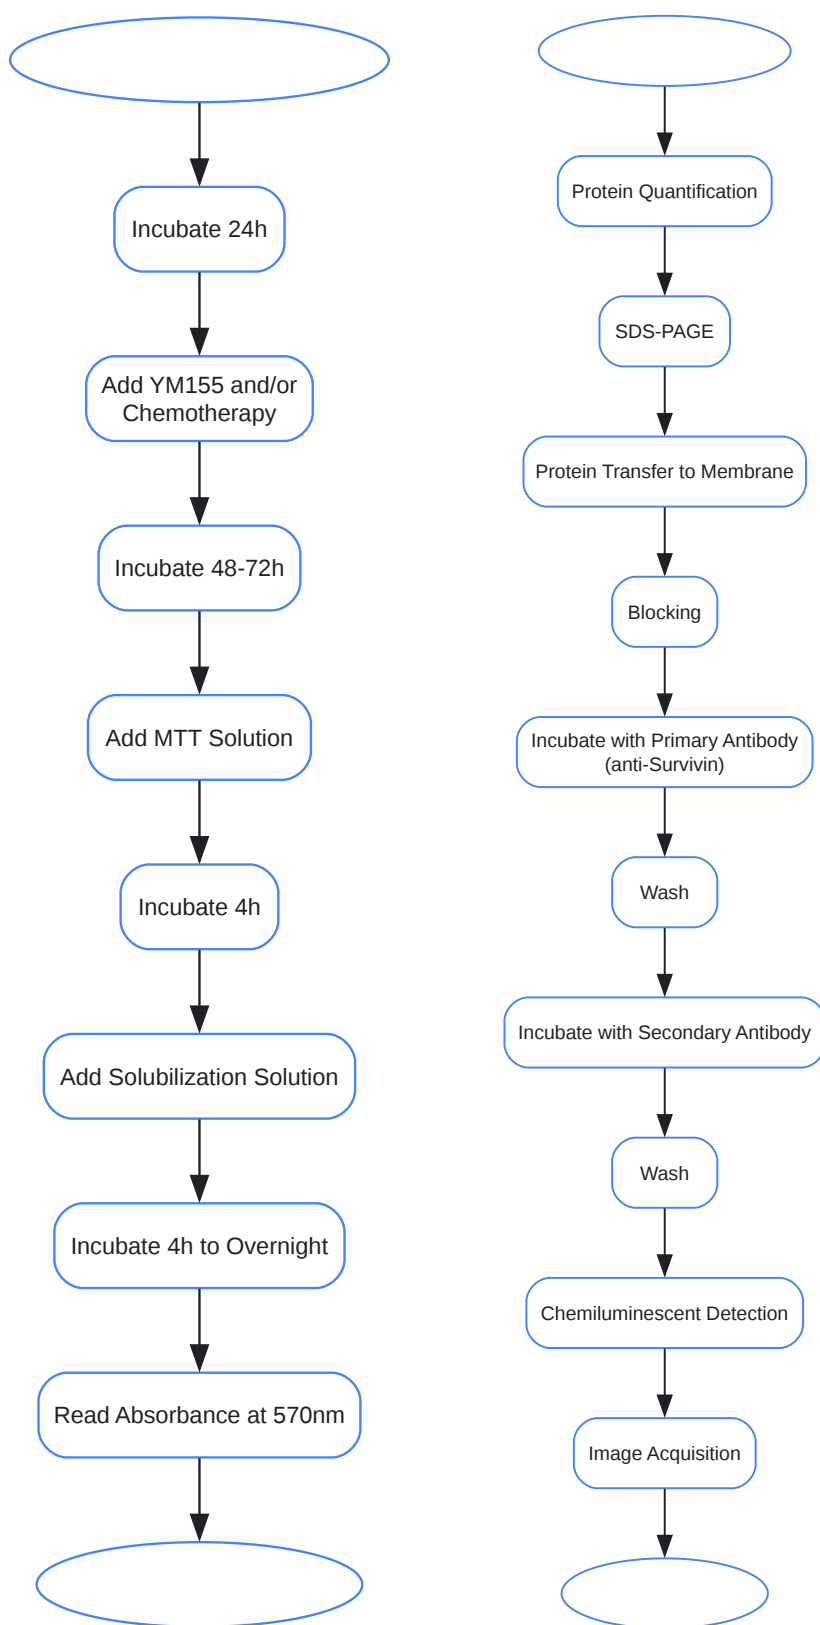 Incubate 24h
Add YM155 and/or
Chemotherapy
Incubate 48-72h
Add MTT Solution
Incubate 4h
Add Solubilization Solution
Incubate 4h to Overnight
Read Absorbance at 570nm
Protein Quantification
SDS-PAGE
Protein Transfer to Membrane
Blocking
Incubate with Primary Antibody
(anti-Survivin)
Wash
Incubate with Secondary Antibody
Wash
Chemiluminescent Detection
Image Acquisition